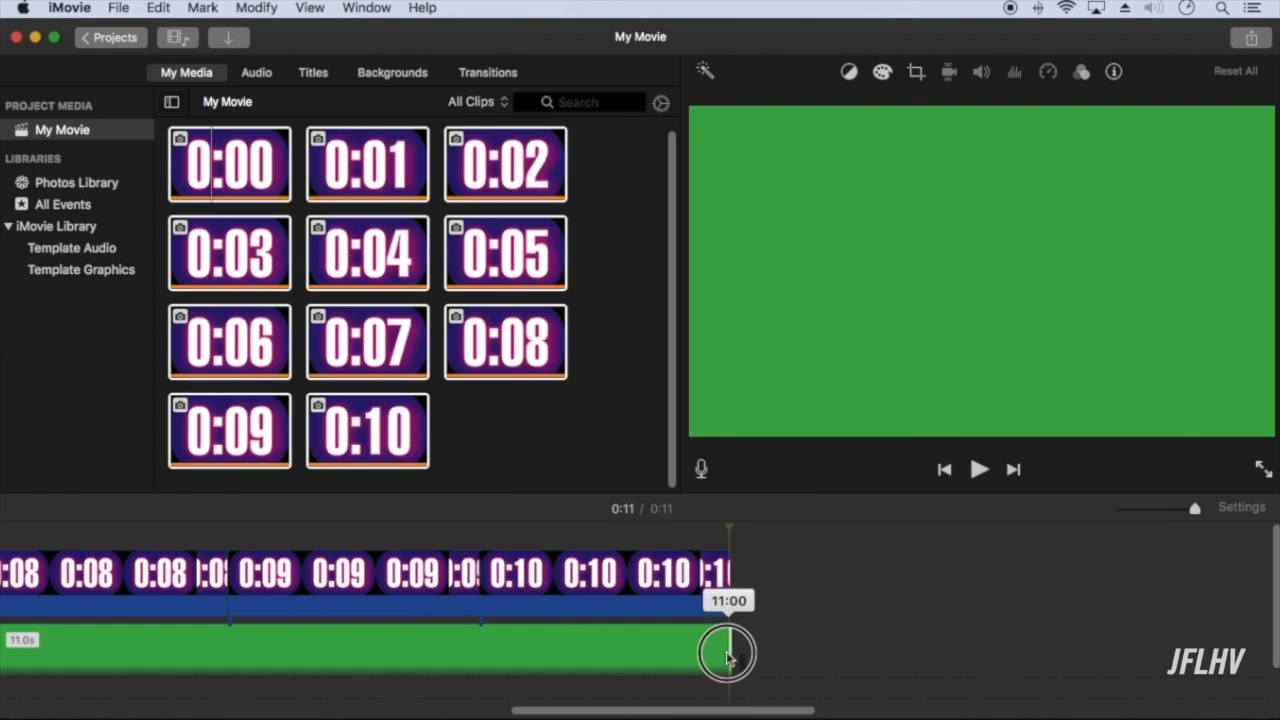 iMovie File Edit Mark Modify View Window Help
Projects
My Movie
My Media Audio Titles Backgrounds Transitions
Reset All
PROJECT MEDIA
My Movie
LIBRARIES
Photos Library
All Events
iMovie Library
Template Audio
Template Graphics
My Movie
All Clips
Search
0:00 0:01 0:02
0:03 0:04 0:05
0:06 0:07 0:08
0:09 0:10
0:11 / 0:11
Settings
:08 0:08 0:08 0:09 0:09 0:09 0:10 0:10 0:10
11:00
11.0s
JFLHV